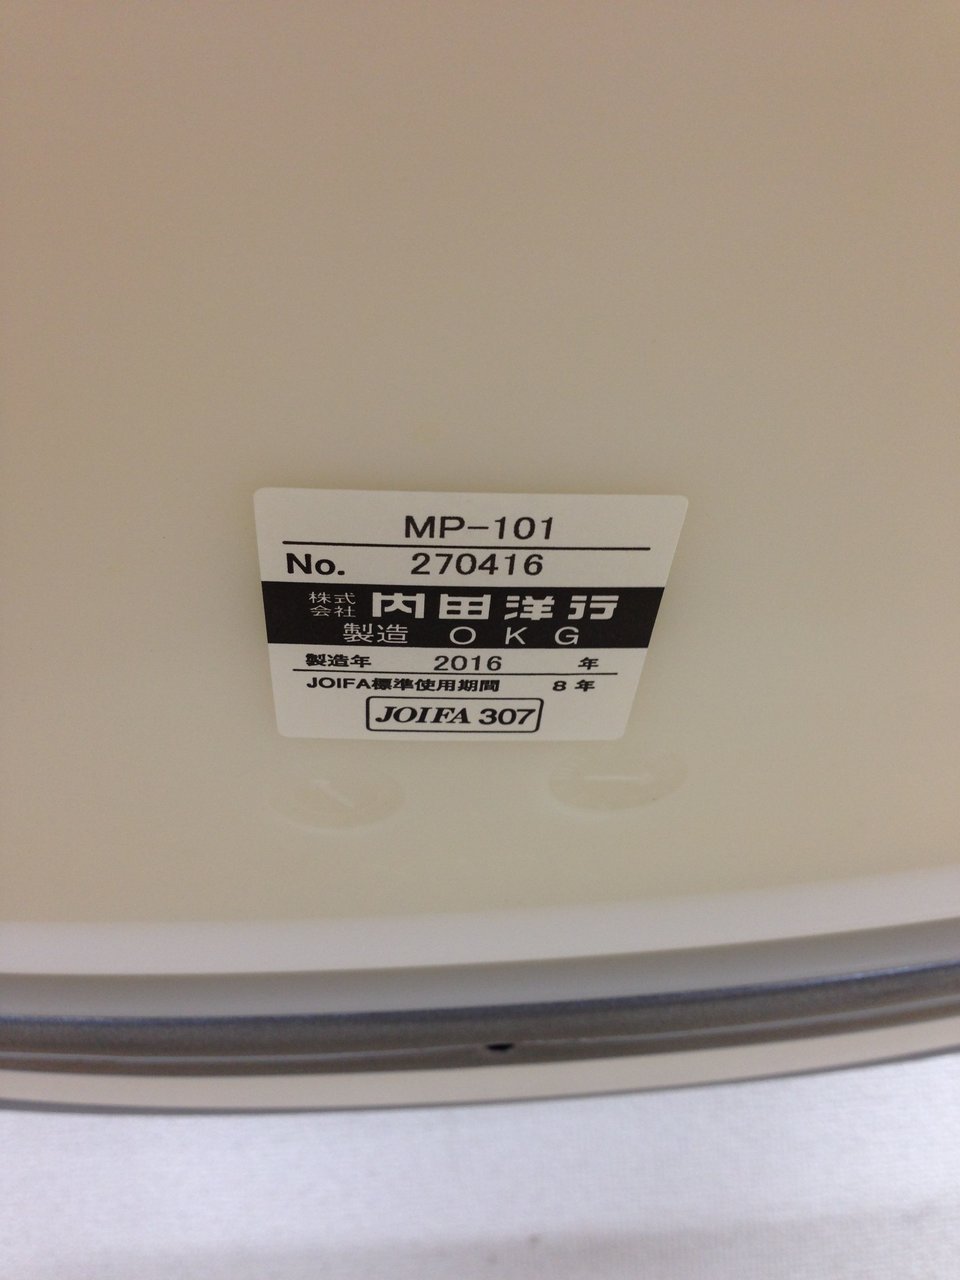 MP-101
No. 270416
株式会社 内田洋行
製造 OKG
製造年 2016 年
JOIFA標準使用期間 8 年
JOIFA 307